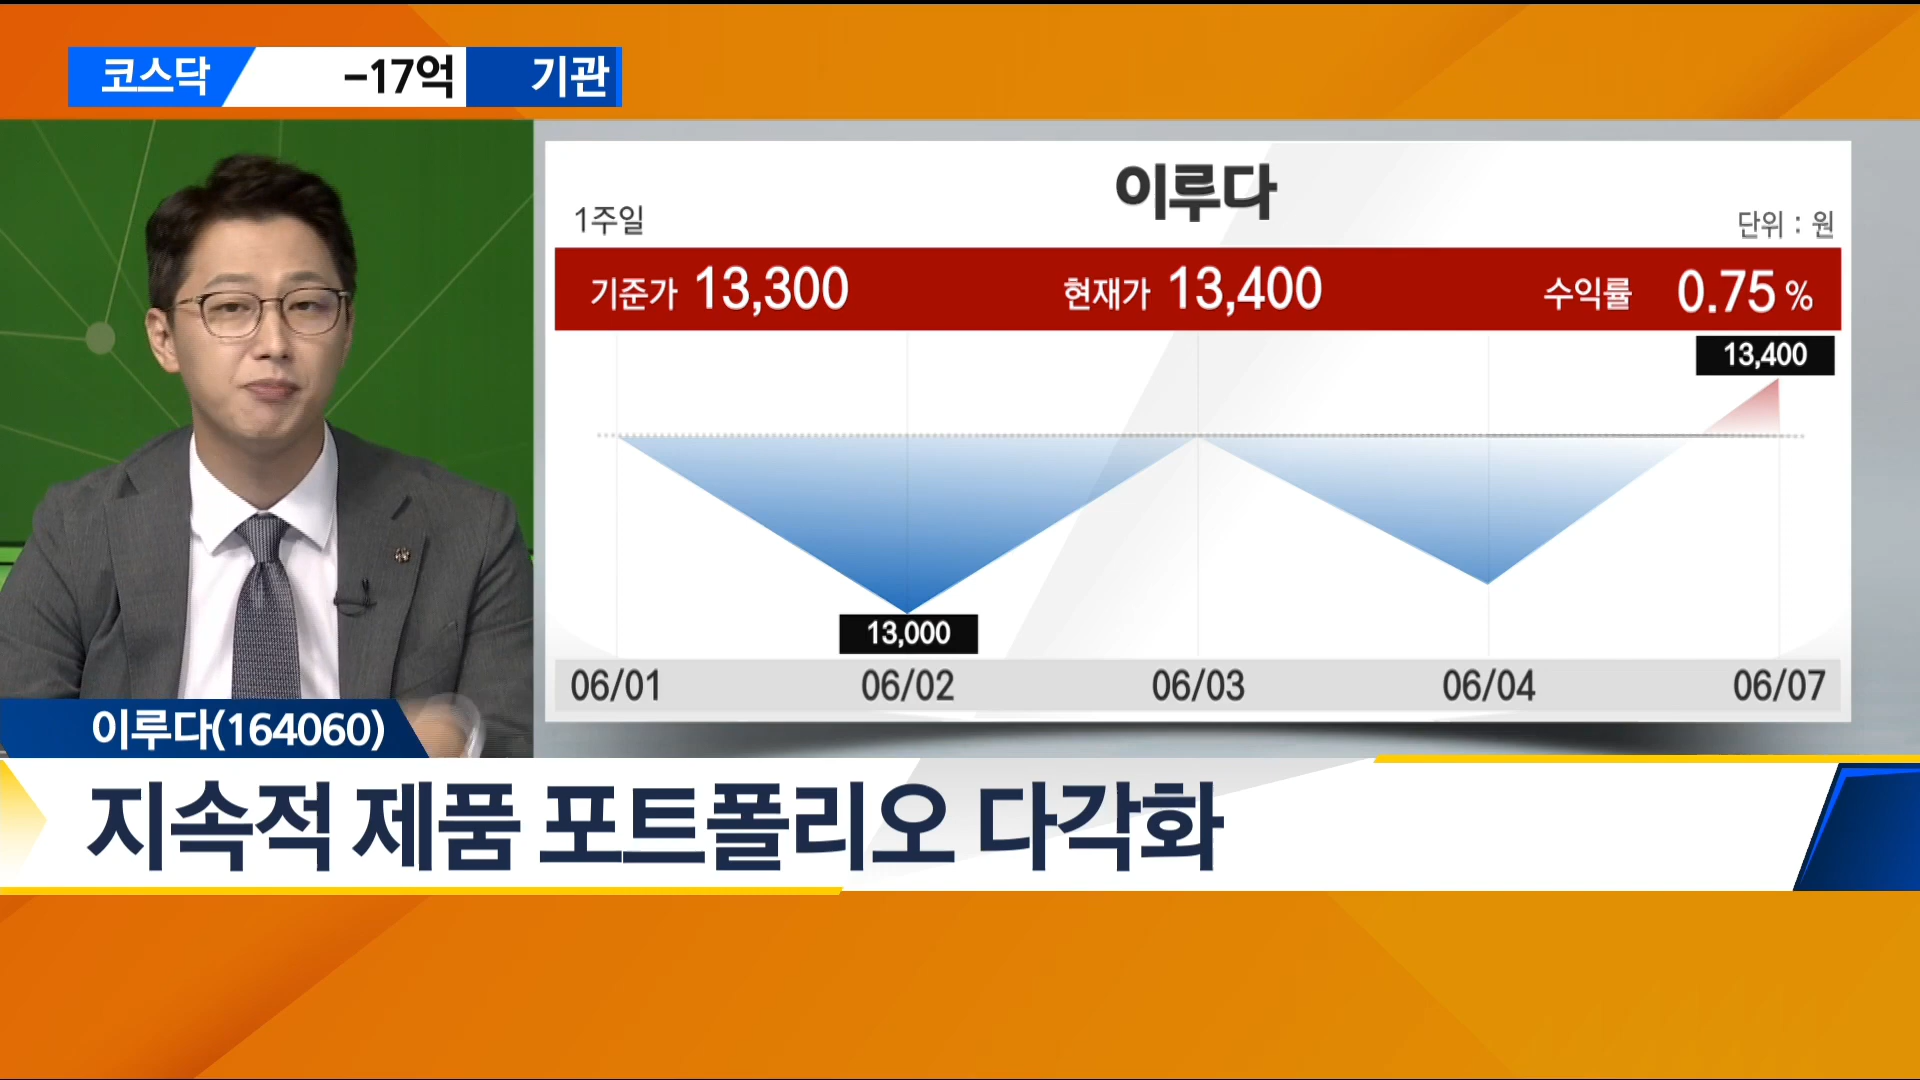 코스닥 -17억 기관
이루다
1주일
단위 : 원
기준가 13,300 현재가 13,400 수익률 0.75 %
13,400
13,000
06/01 06/02 06/03 06/04 06/07
이루다(164060)
지속적 제품 포트폴리오 다각화